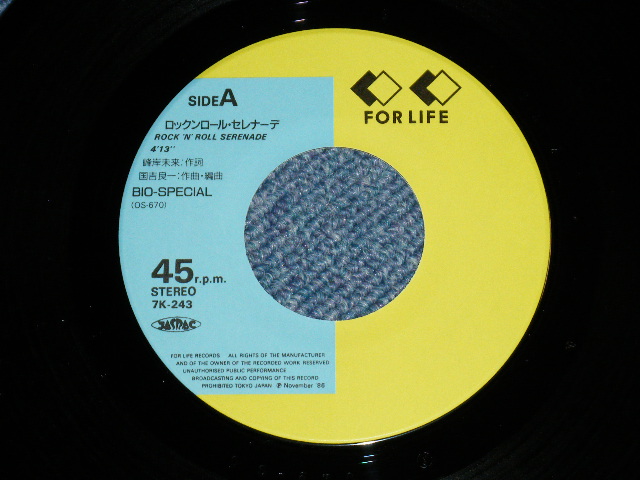 SIDE A
FOR LIFE
ロックンロール・セレナーデ
ROCK 'N' ROLL SERENADE
4'13"
峰岸未来:作詞
国吉良一:作曲・編曲
BIO-SPECIAL
(OS-670)
45 r.p.m.
STEREO
7K-243
JASRAC
FOR LIFE RECORDS ALL RIGHTS OF THE MANUFACTURER
AND OF THE OWNER OF THE RECORDED WORK RESERVED
UNAUTHORISED PUBLIC PERFORMANCE
BROADCASTING AND COPYING OF THIS RECORD
PROHIBITED TOKYO JAPAN ℗ November '86